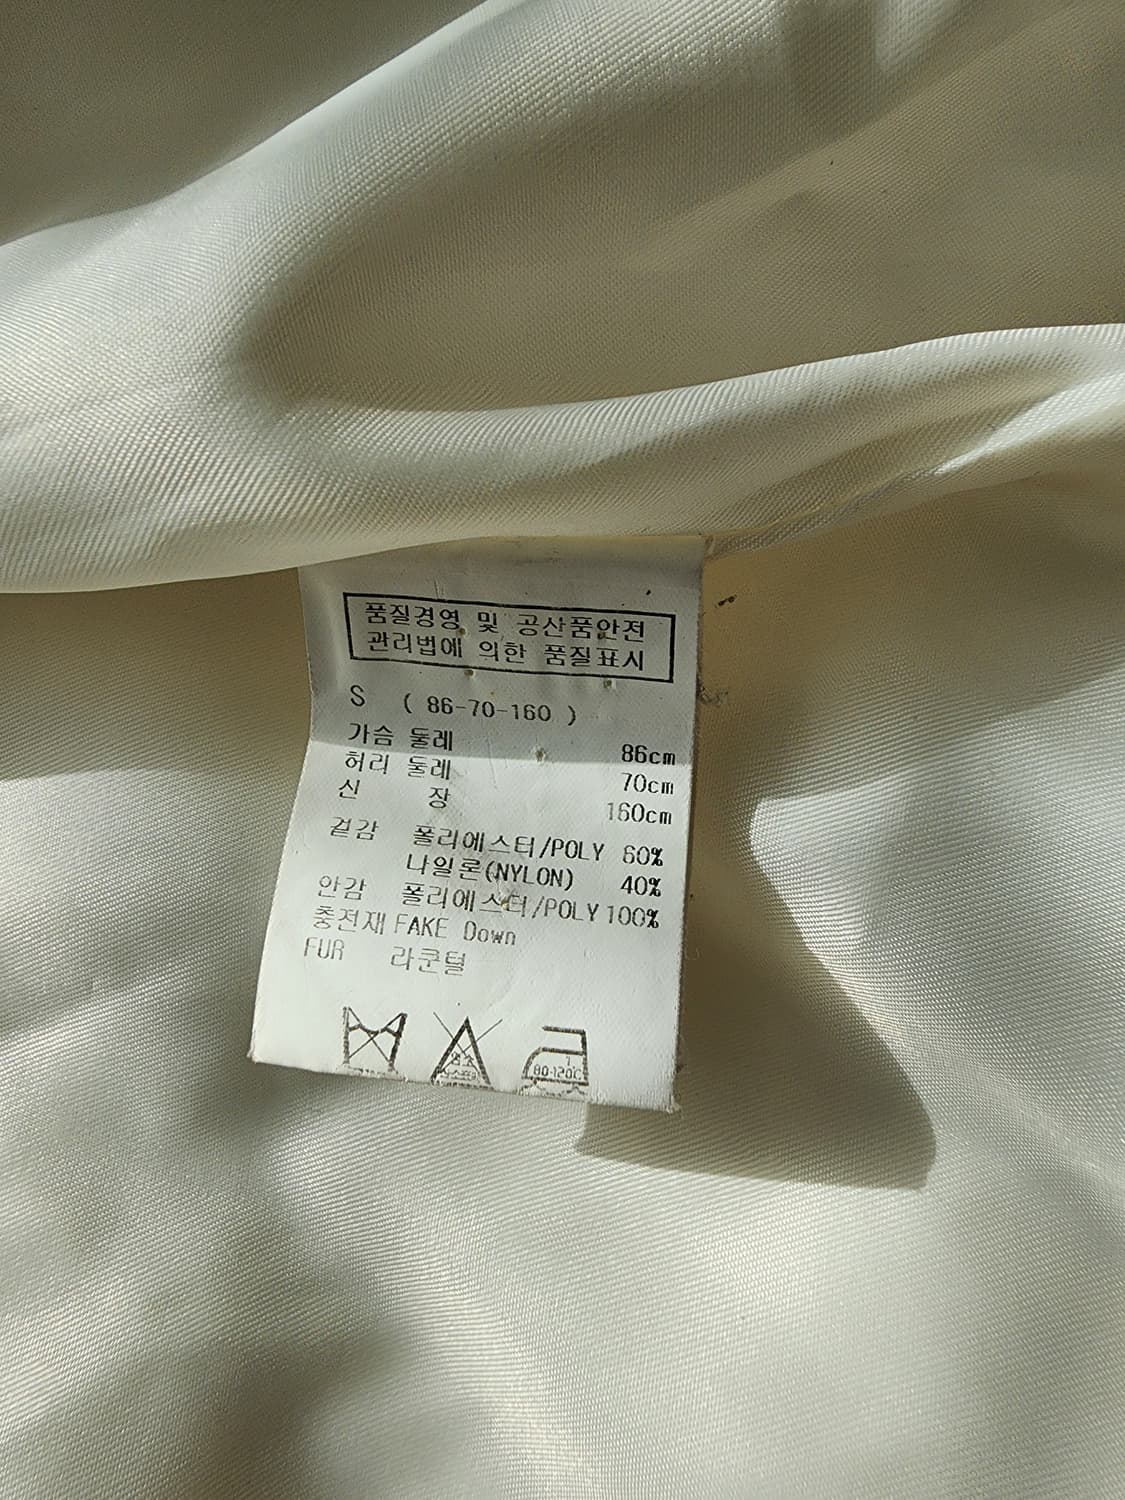 품질경영 및 공산품안전
관리법에 의한 품질표시
S ( 86-70-160 )
가슴 둘레 86cm
허리 둘레 70cm
신 장 160cm
겉감 폴리에스터/POLY 60%
나일론(NYLON) 40%
안감 폴리에스터/POLY 100%
충전재 FAKE Down
FUR 라쿤털
80-120℃